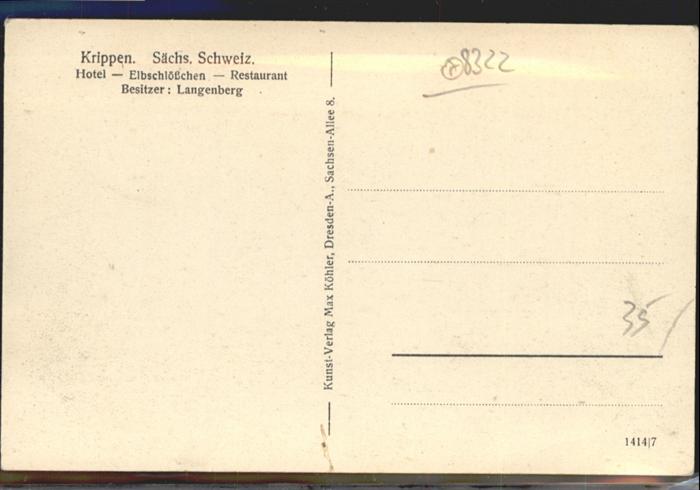 Krippen. Sächs. Schweiz.
Hotel — Elbschlößchen — Restaurant
Besitzer: Langenberg
Kunst-Verlag Max Köhler, Dresden-A., Sachsen-Allee 8.
8322
35/
1414|7